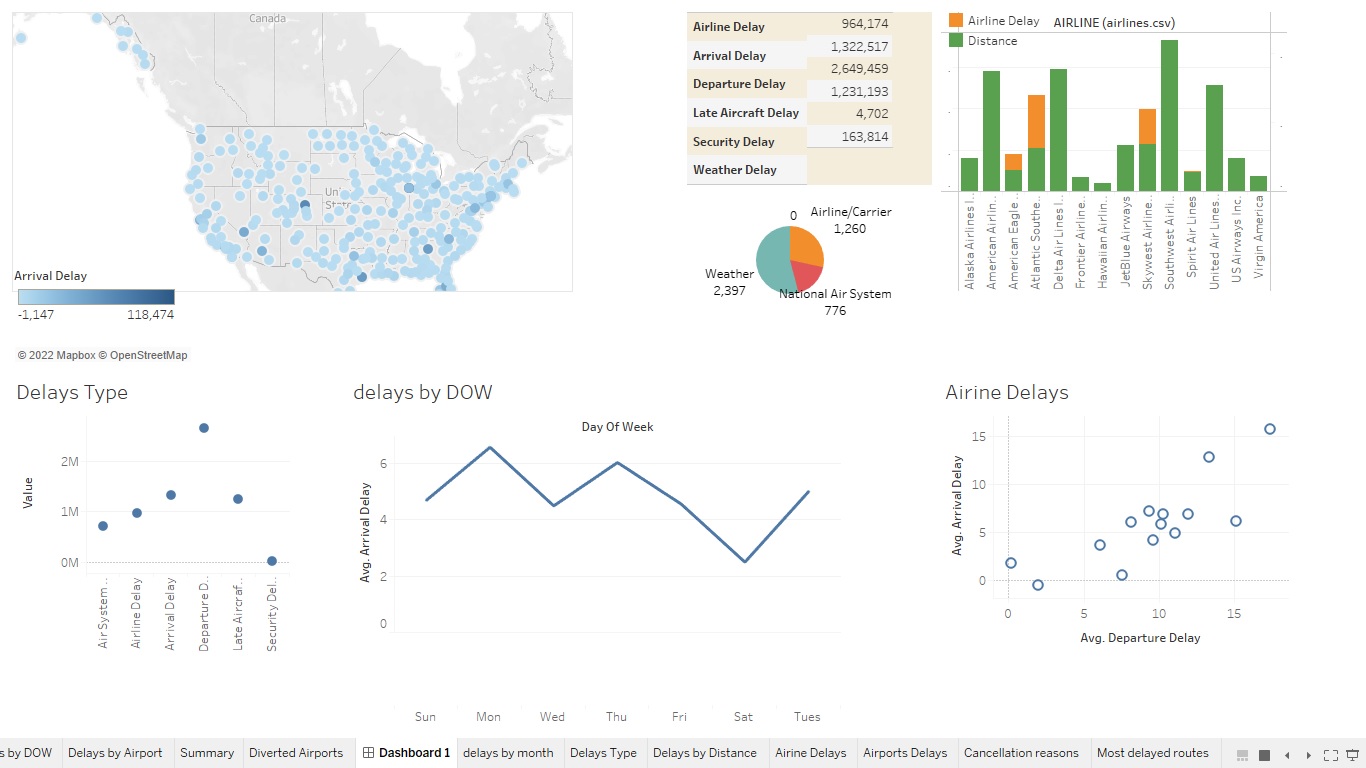 Canada
Uni
State
Arrival Delay
-1,147 118,474
© 2022 Mapbox © OpenStreetMap
Airline Delay 964,174
Arrival Delay 1,322,517
Departure Delay 2,649,459
Late Aircraft Delay 1,231,193
Security Delay 4,702
Weather Delay 163,814
0 Airline/Carrier
1,260
Weather
2,397
National Air System
776
Airline Delay AIRLINE (airlines.csv)
Distance
Alaska Airlines I..
American Airlin..
American Eagle ..
Atlantic Southe..
Delta Air Lines I..
Frontier Airline..
Hawaiian Airlin..
JetBlue Airways
Skywest Airline..
Southwest Airli..
Spirit Air Lines
United Air Lines..
US Airways Inc.
Virgin America
Delays Type
Value
2M
1M
0M
Air System ..
Airline Delay
Arrival Delay
Departure D..
Late Aircraf..
Security Del..
delays by DOW
Day Of Week
Avg. Arrival Delay
6
4
2
0
Sun Mon Wed Thu Fri Sat Tues
Airine Delays
Avg. Arrival Delay
15
10
5
0
0 5 10 15
Avg. Departure Delay
s by DOW Delays by Airport Summary Diverted Airports Dashboard 1 delays by month Delays Type Delays by Distance Airine Delays Airports Delays Cancellation reasons Most delayed routes